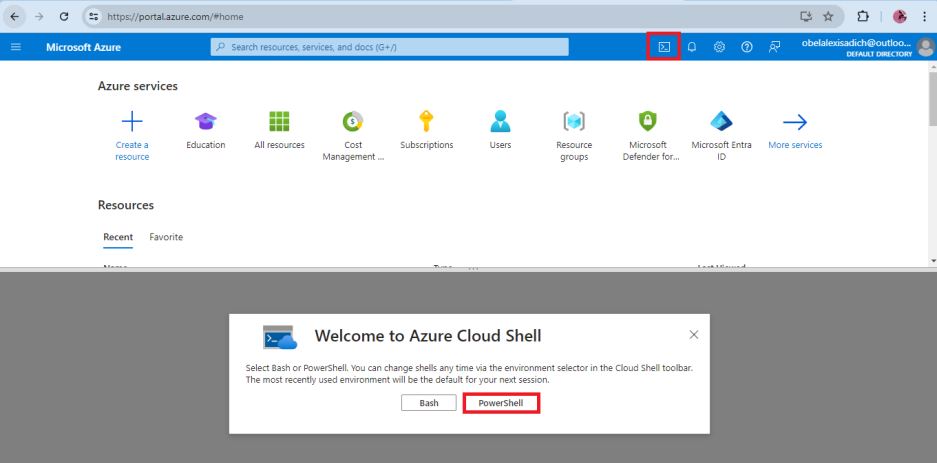 https://portal.azure.com/#home
Microsoft Azure
Search resources, services, and docs (G+/)
obelalexisadich@outloo...
DEFAULT DIRECTORY
Azure services
Create a resource
Education
All resources
Cost Management ...
Subscriptions
Users
Resource groups
Microsoft Defender for...
Microsoft Entra ID
More services
Resources
Recent
Favorite
Name
Type
Last Viewed
Welcome to Azure Cloud Shell
Select Bash or PowerShell. You can change shells any time via the environment selector in the Cloud Shell toolbar.
The most recently used environment will be the default for your next session.
Bash
PowerShell